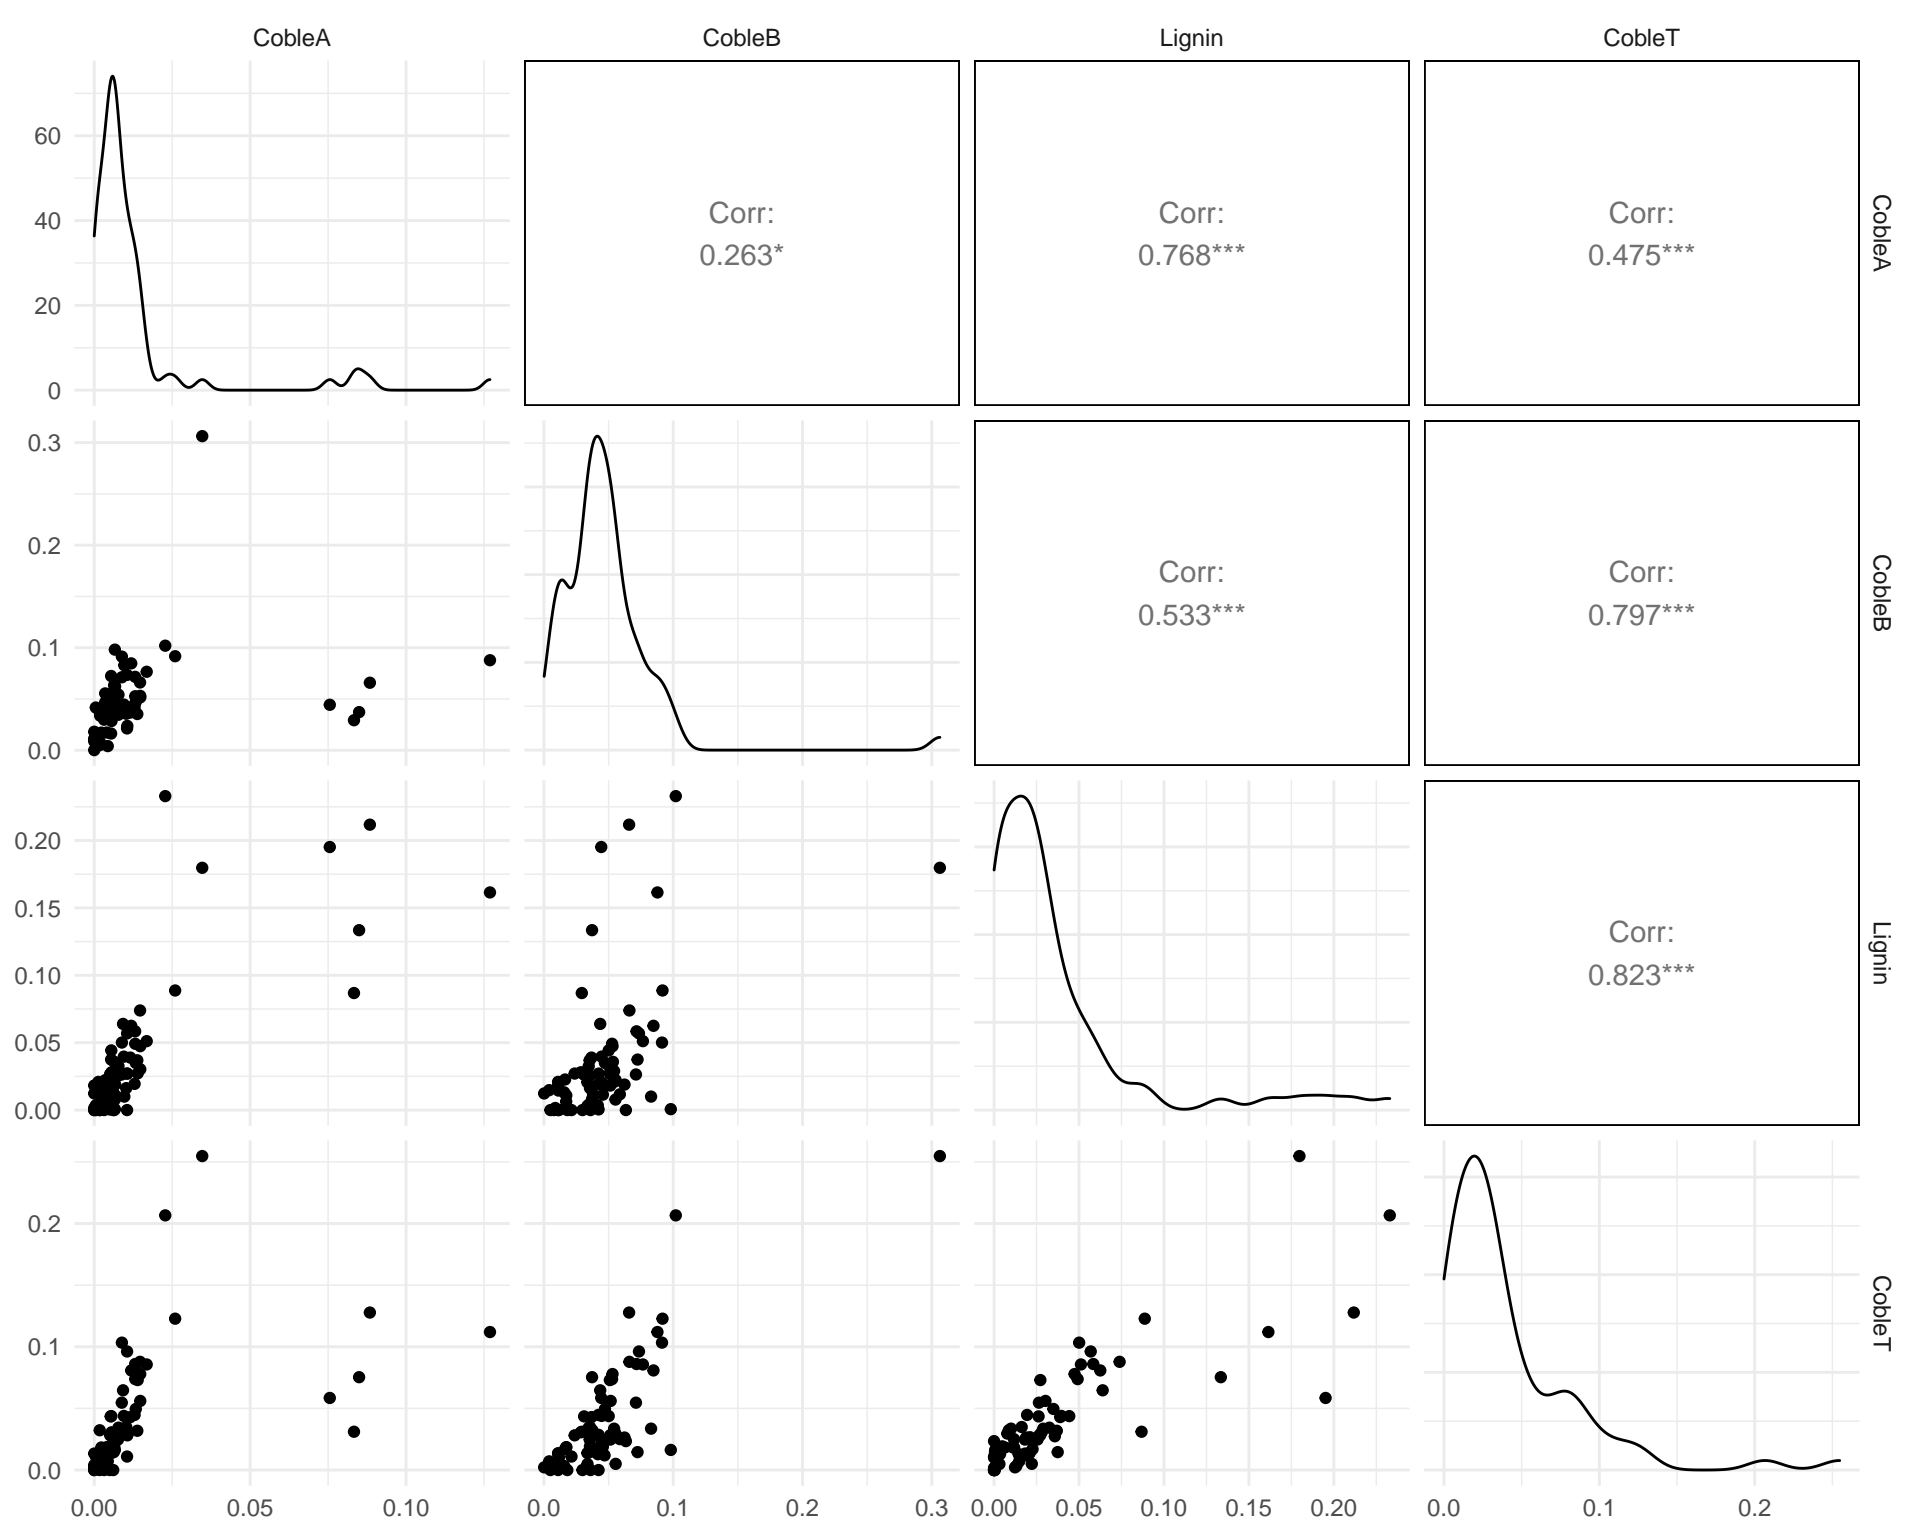 CobleA CobleB Lignin CobleT
60
40
20
0
Corr:
0.263*
Corr:
0.768***
Corr:
0.475***
CobleA
0.3
0.2
0.1
0.0
Corr:
0.533***
Corr:
0.797***
CobleB
0.20
0.15
0.10
0.05
0.00
Corr:
0.823***
Lignin
0.2
0.1
0.0
CobleT
0.00 0.05 0.10 0.0 0.1 0.2 0.3 0.00 0.05 0.10 0.15 0.20 0.0 0.1 0.2